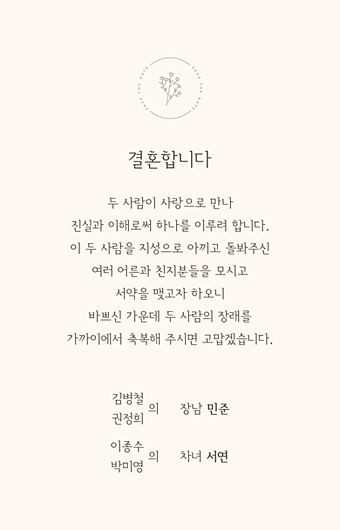 결혼합니다
두 사람이 사랑으로 만나
진실과 이해로써 하나를 이루려 합니다.
이 두 사람을 지성으로 아끼고 돌봐주신
여러 어른과 친지분들을 모시고
서약을 맺고자 하오니
바쁘신 가운데 두 사람의 장래를
가까이에서 축복해 주시면 고맙겠습니다.
김병철
권정희 의 장남 민준
이종수
박미영 의 차녀 서연